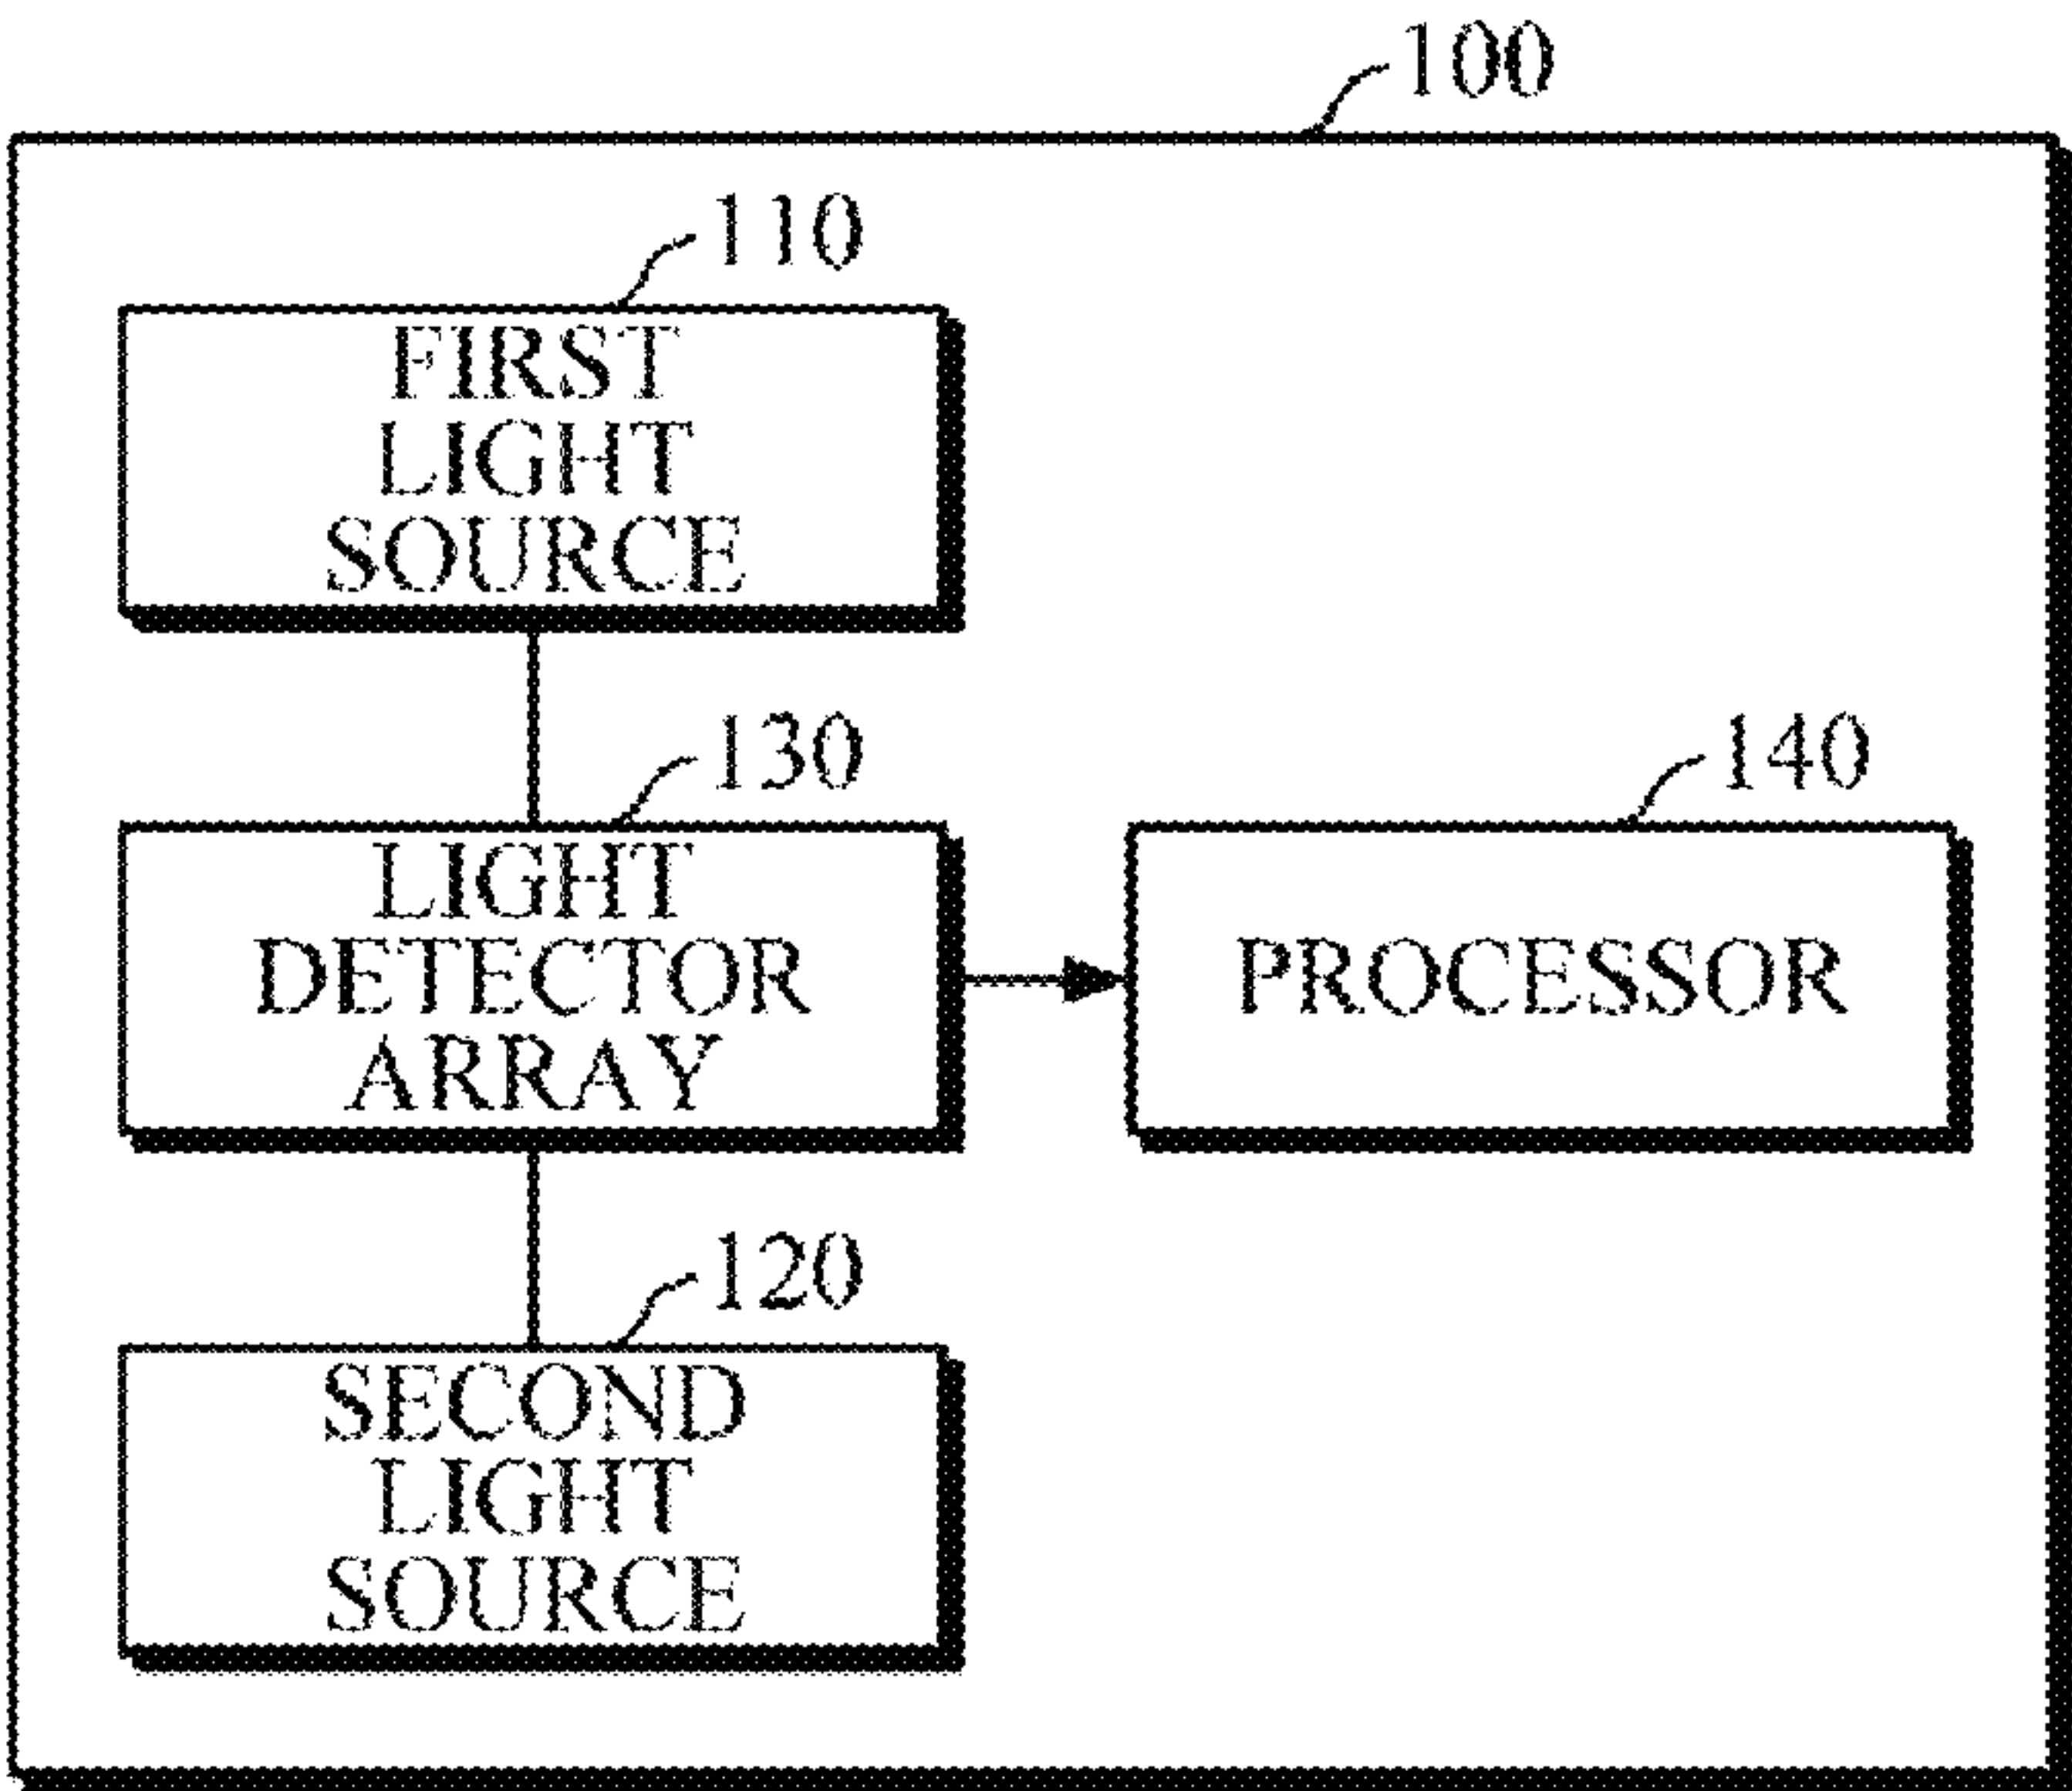 100
110
FIRST
LIGHT
SOURCE
130
LIGHT
DETECTOR
ARRAY
140
PROCESSOR
120
SECOND
LIGHT
SOURCE